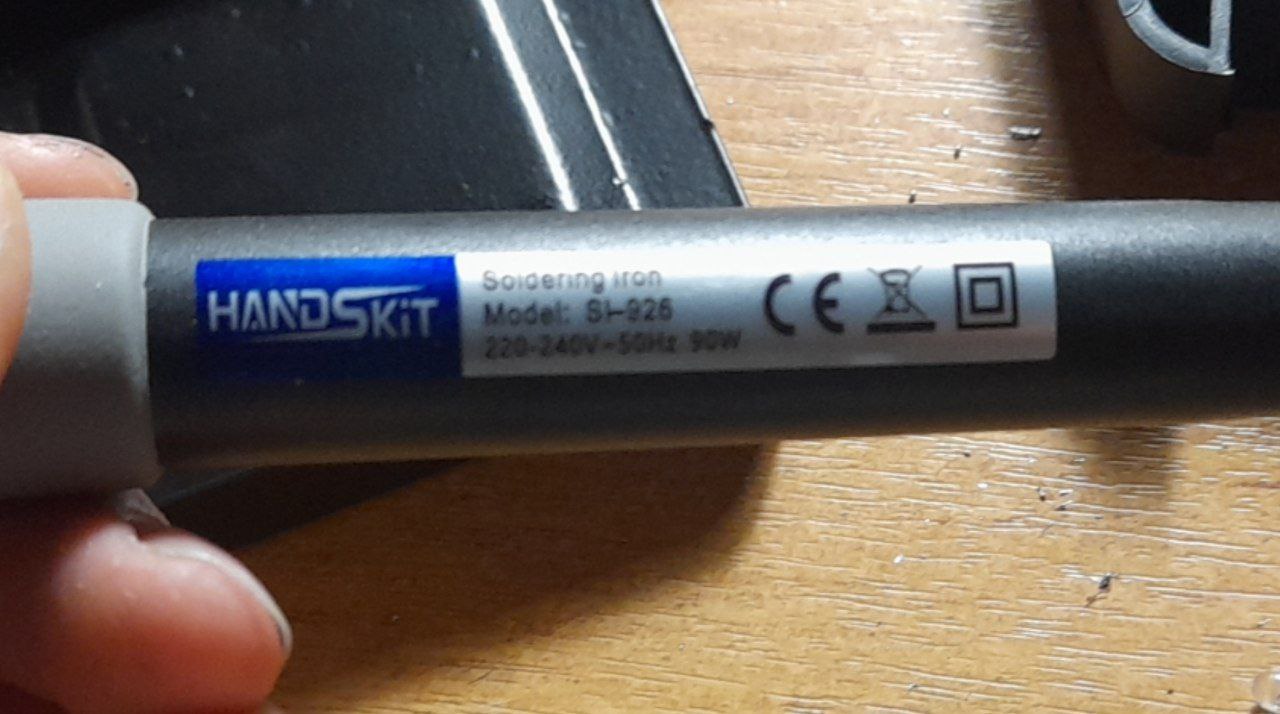 HANDSKiT
Soldering Iron
Model: SI-926
220-240V~50Hz 90W
CE